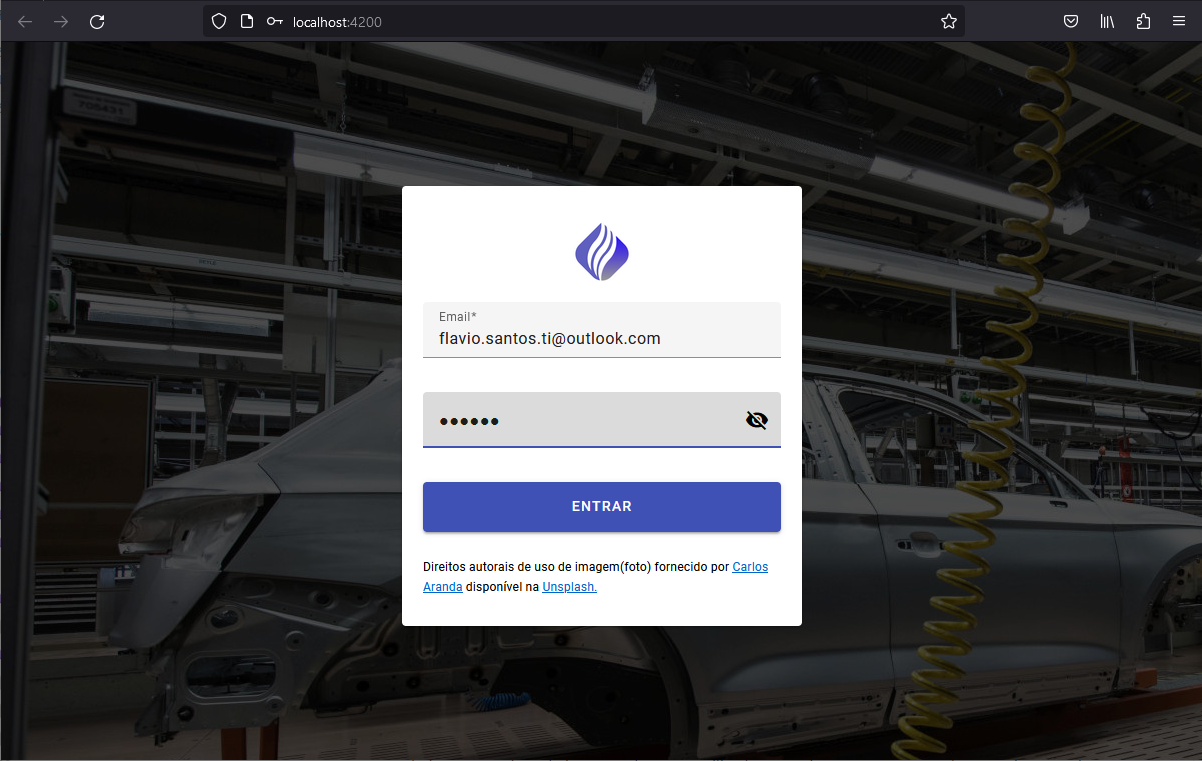 localhost:4200
705431
Email*
flavio.santos.ti@outlook.com
••••••
ENTRAR
Direitos autorais de uso de imagem(foto) fornecido por Carlos
Aranda disponível na Unsplash.